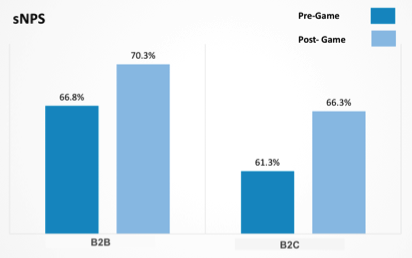 sNPS
Pre-Game
Post- Game
70.3%
66.8%
66.3%
61.3%
B2B
B2C